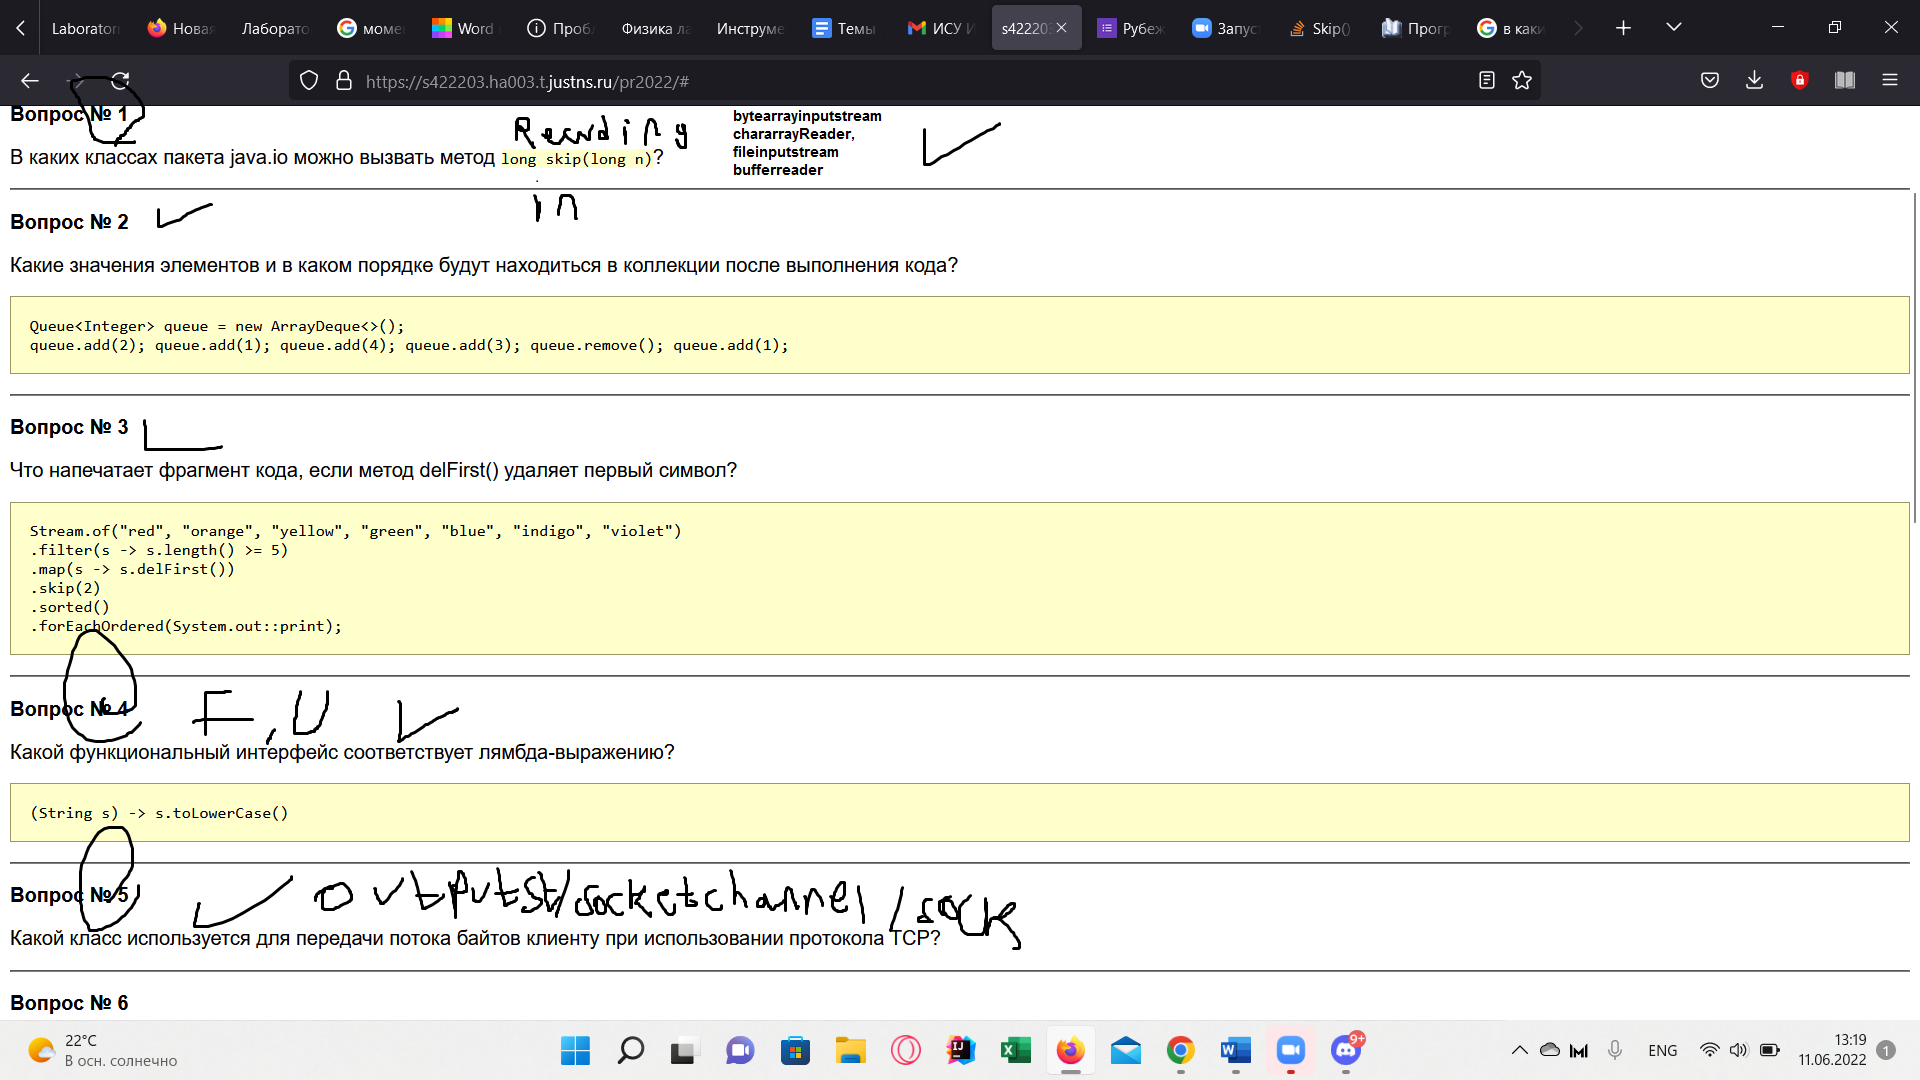 Laborator
Новая
Лаборато
моме
Word
Проб
Физика ла
Инструме
Темы
ИСУ И
s42220
Рубеж
Запус
Skip()
Прогр
в каки
https://s422203.ha003.t.justns.ru/pr2022/#
Вопрос № 1
bytearrayinputstream
chararrayReader,
fileinputstream
bufferreader
В каких классах пакета java.io можно вызвать метод long skip(long n)?
in
Вопрос № 2
Какие значения элементов и в каком порядке будут находиться в коллекции после выполнения кода?
Queue<Integer> queue = new ArrayDeque<>();
queue.add(2); queue.add(1); queue.add(4); queue.add(3); queue.remove(); queue.add(1);
Вопрос № 3
Что напечатает фрагмент кода, если метод delFirst() удаляет первый символ?
Stream.of("red", "orange", "yellow", "green", "blue", "indigo", "violet")
.filter(s -> s.length() >= 5)
.map(s -> s.delFirst())
.skip(2)
.sorted()
.forEachOrdered(System.out::print);
Вопрос № 4 F, U
Какой функциональный интерфейс соответствует лямбда-выражению?
(String s) -> s.toLowerCase()
Вопрос № 5 outputst/socketchannel/sock
Какой класс используется для передачи потока байтов клиенту при использовании протокола TCP?
Вопрос № 6
22°C
В осн. солнечно
9+
ENG
13:19
11.06.2022
1